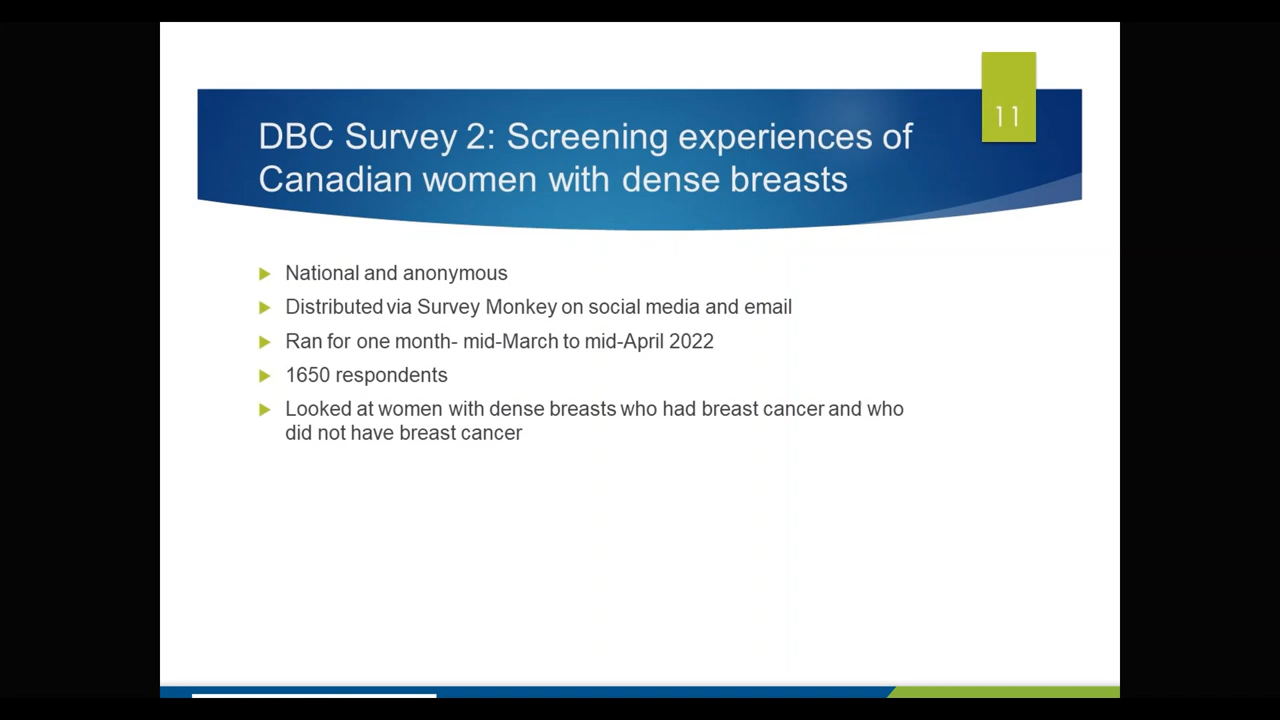 11
DBC Survey 2: Screening experiences of
Canadian women with dense breasts
National and anonymous
Distributed via Survey Monkey on social media and email
Ran for one month- mid-March to mid-April 2022
1650 respondents
Looked at women with dense breasts who had breast cancer and who
did not have breast cancer